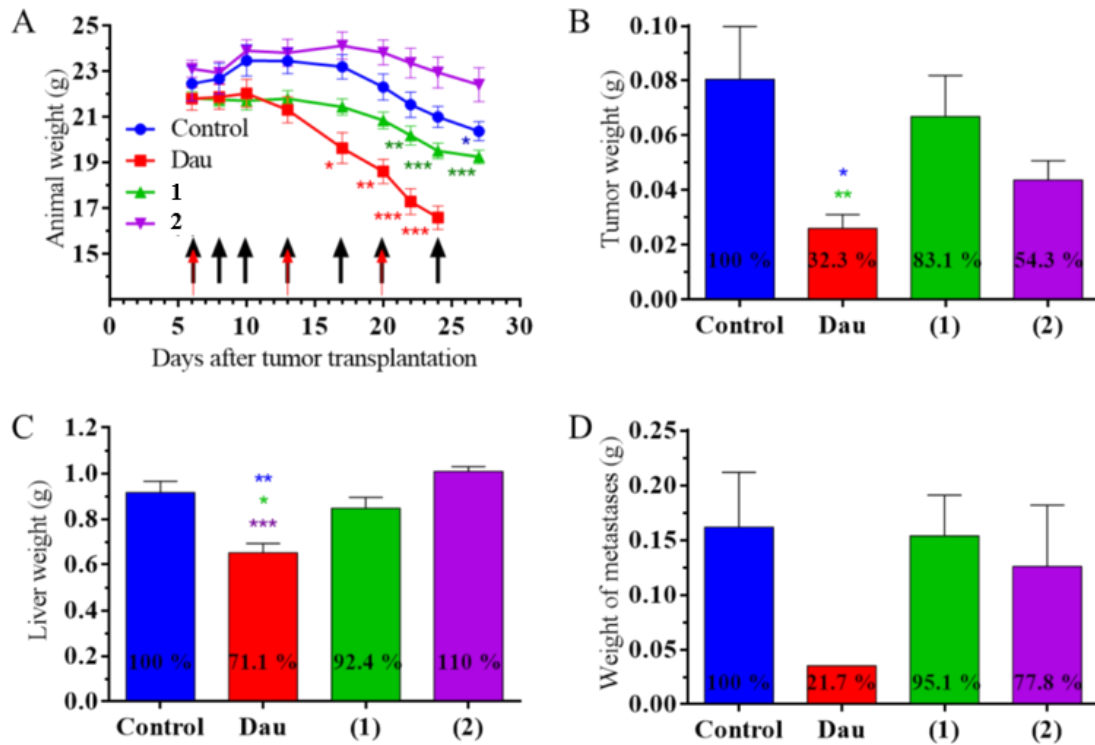 A
Animal weight (g)
25
23
21
19
17
15
Control
Dau
1
2
*
**
***
***
*
**
***
***
*
0 5 10 15 20 25 30
Days after tumor transplantation
B
Tumor weight (g)
0.10
0.08
0.06
0.04
0.02
0.00
*
**
100 % 32.3 % 83.1 % 54.3 %
Control Dau (1) (2)
C
Liver weight (g)
1.2
1.0
0.8
0.6
0.4
0.2
0.0
**
*
***
100 % 71.1 % 92.4 % 110 %
Control Dau (1) (2)
D
Weight of metastases (g)
0.25
0.20
0.15
0.10
0.05
0.00
100 % 21.7 % 95.1 % 77.8 %
Control Dau (1) (2)